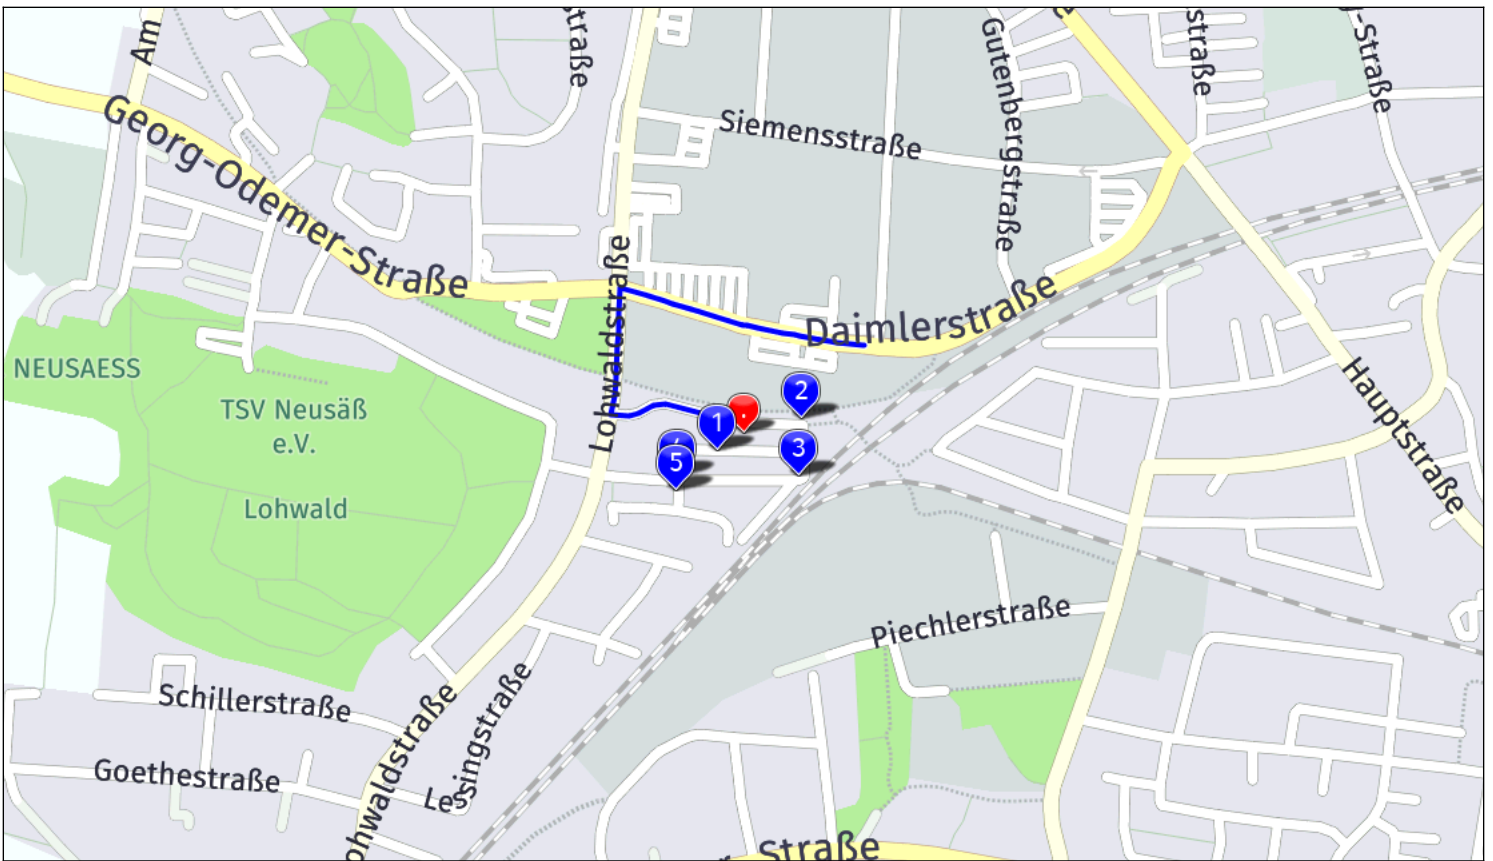 Am
straße
straße
-Straße
Gutenbergstraße
Siemensstraße
Georg-Odemer-Straße
Lohwaldstraße
Daimlerstraße
NEUSAESS
TSV Neusäß
e.V.
Lohwald
1
2
3
5
Hauptstraße
Piechlerstraße
Schillerstraße
Goethestraße
Lohwaldstraße
Lessingstraße
Straße